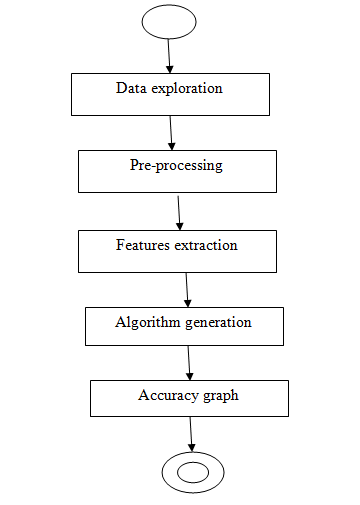 Data exploration
Pre-processing
Features extraction
Algorithm generation
Accuracy graph